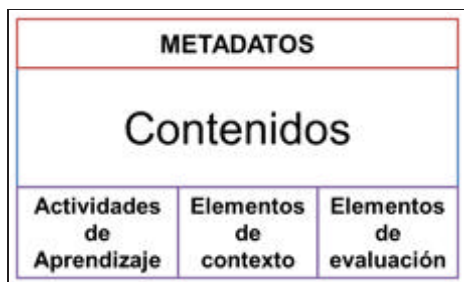 METADATOS
Contenidos
Actividades
de
Aprendizaje
Elementos
de
contexto
Elementos
de
evaluación